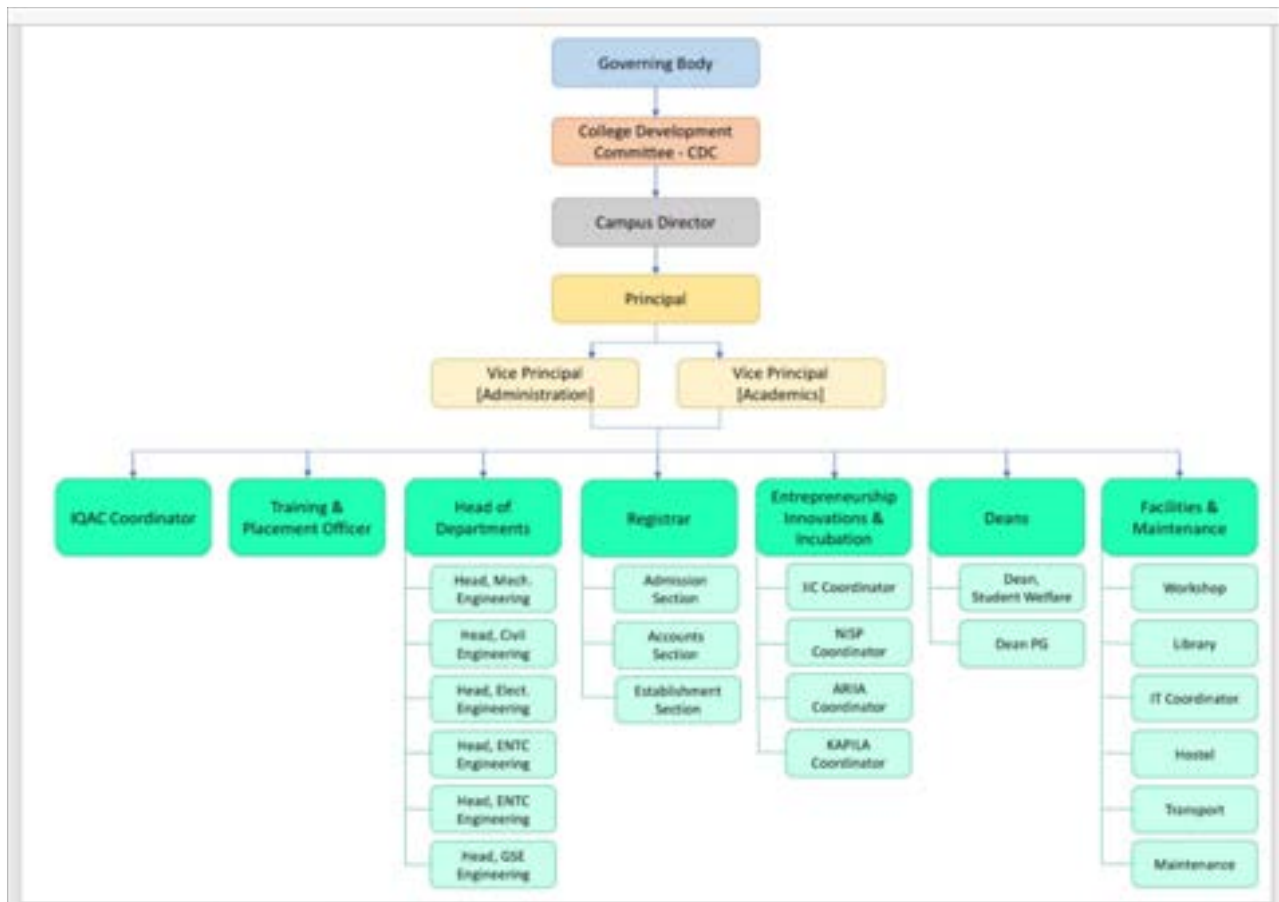 Governing Body
College Development
Committee - CDC
Campus Director
Principal
Vice Principal
[Administration]
Vice Principal
[Academics]
IQAC Coordinator
Training &
Placement Officer
Head of
Departments
Head, Mech.
Engineering
Head, Civil
Engineering
Head, Elect.
Engineering
Head, ENTC
Engineering
Head, ENTC
Engineering
Head, GSE
Engineering
Registrar
Admission
Section
Accounts
Section
Establishment
Section
Entrepreneurship
Innovations &
Incubation
IIC Coordinator
NISP
Coordinator
ARIIA
Coordinator
KAPILA
Coordinator
Deans
Dean,
Student Welfare
Dean PG
Facilities &
Maintenance
Workshop
Library
IT Coordinator
Hostel
Transport
Maintenance